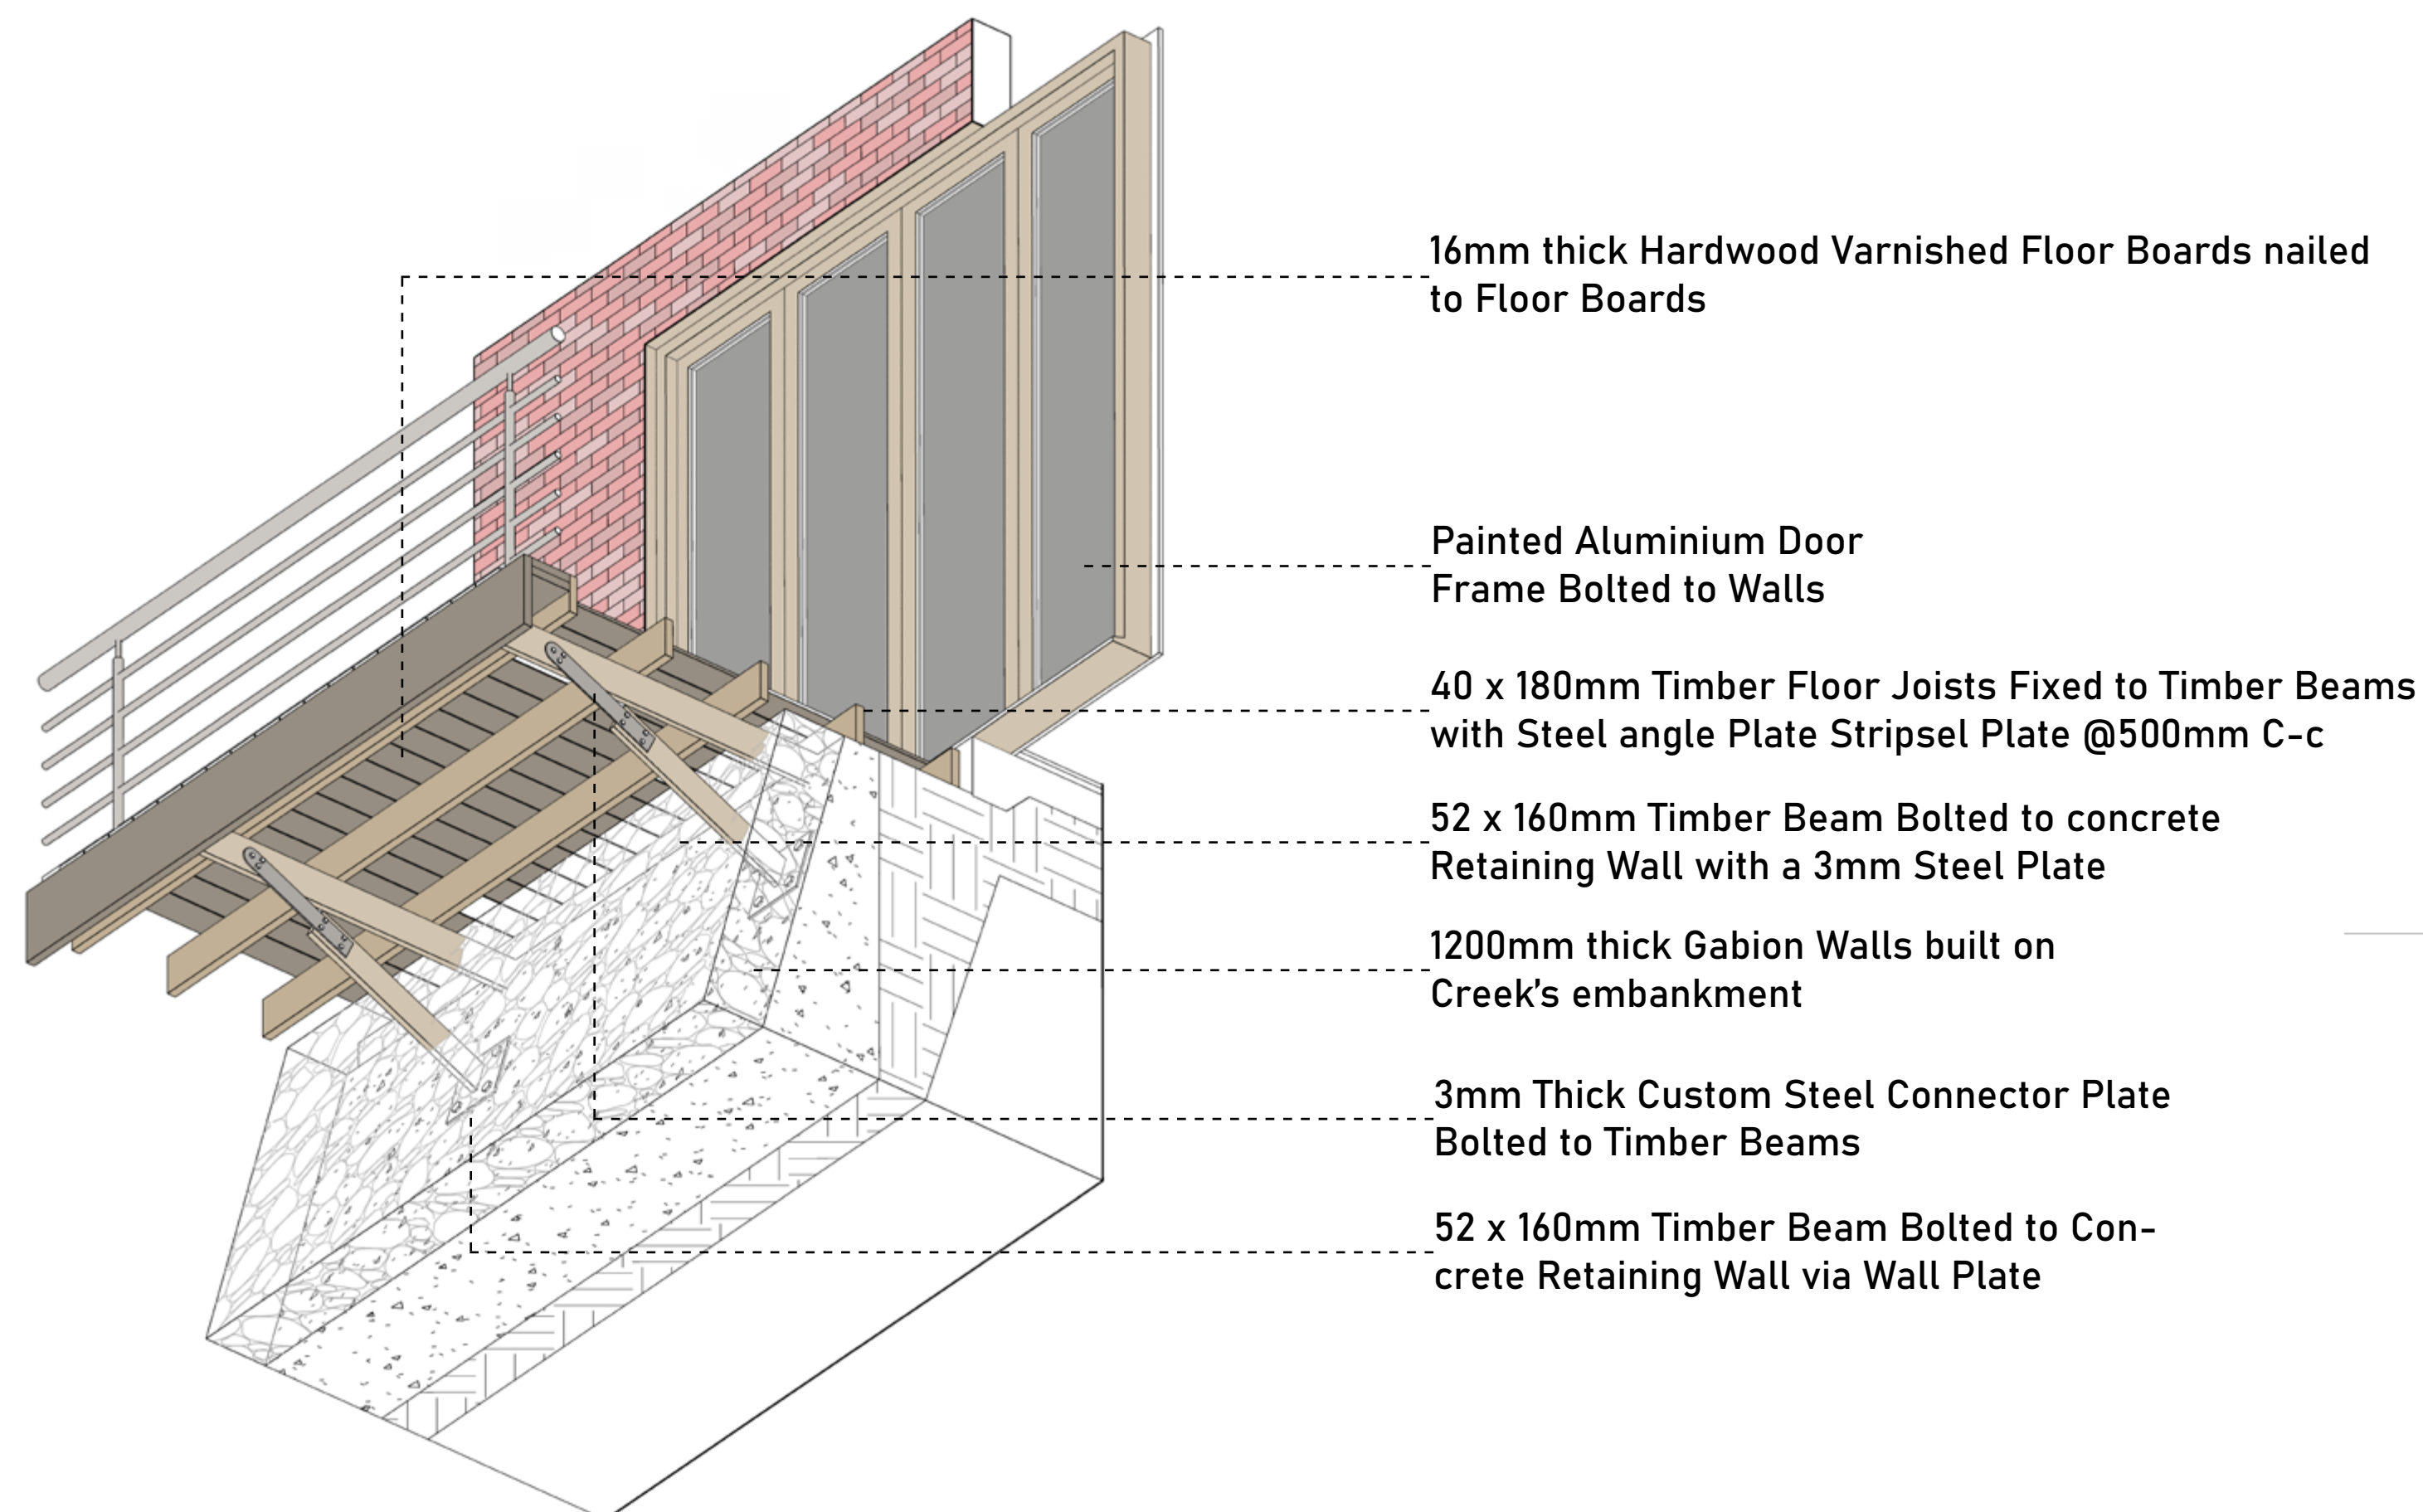 16mm thick Hardwood Varnished Floor Boards nailed
to Floor Boards
Painted Aluminium Door
Frame Bolted to Walls
40 x 180mm Timber Floor Joists Fixed to Timber Beams
with Steel angle Plate Stripsel Plate @500mm C-c
52 x 160mm Timber Beam Bolted to concrete
Retaining Wall with a 3mm Steel Plate
1200mm thick Gabion Walls built on
Creek’s embankment
3mm Thick Custom Steel Connector Plate
Bolted to Timber Beams
52 x 160mm Timber Beam Bolted to Con-
crete Retaining Wall via Wall Plate